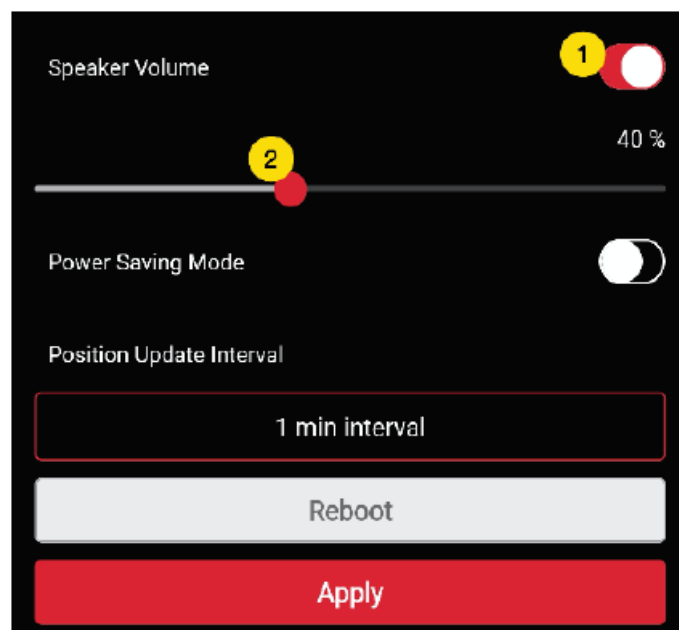 Speaker Volume
1
40 %
2
Power Saving Mode
Position Update Interval
1 min interval
Reboot
Apply